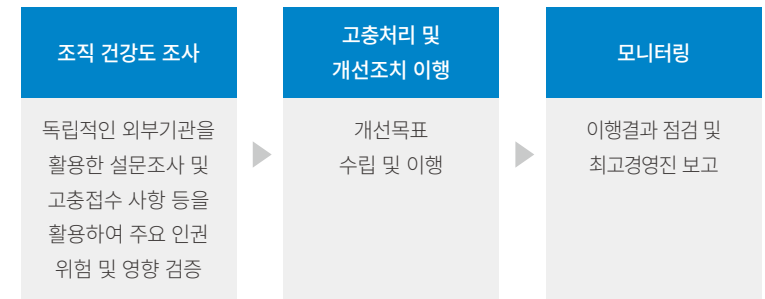 조직 건강도 조사
독립적인 외부기관을
활용한 설문조사 및
고충접수 사항 등을
활용하여 주요 인권
위험 및 영향 검증
고충처리 및
개선조치 이행
개선목표
수립 및 이행
모니터링
이행결과 점검 및
최고경영진 보고